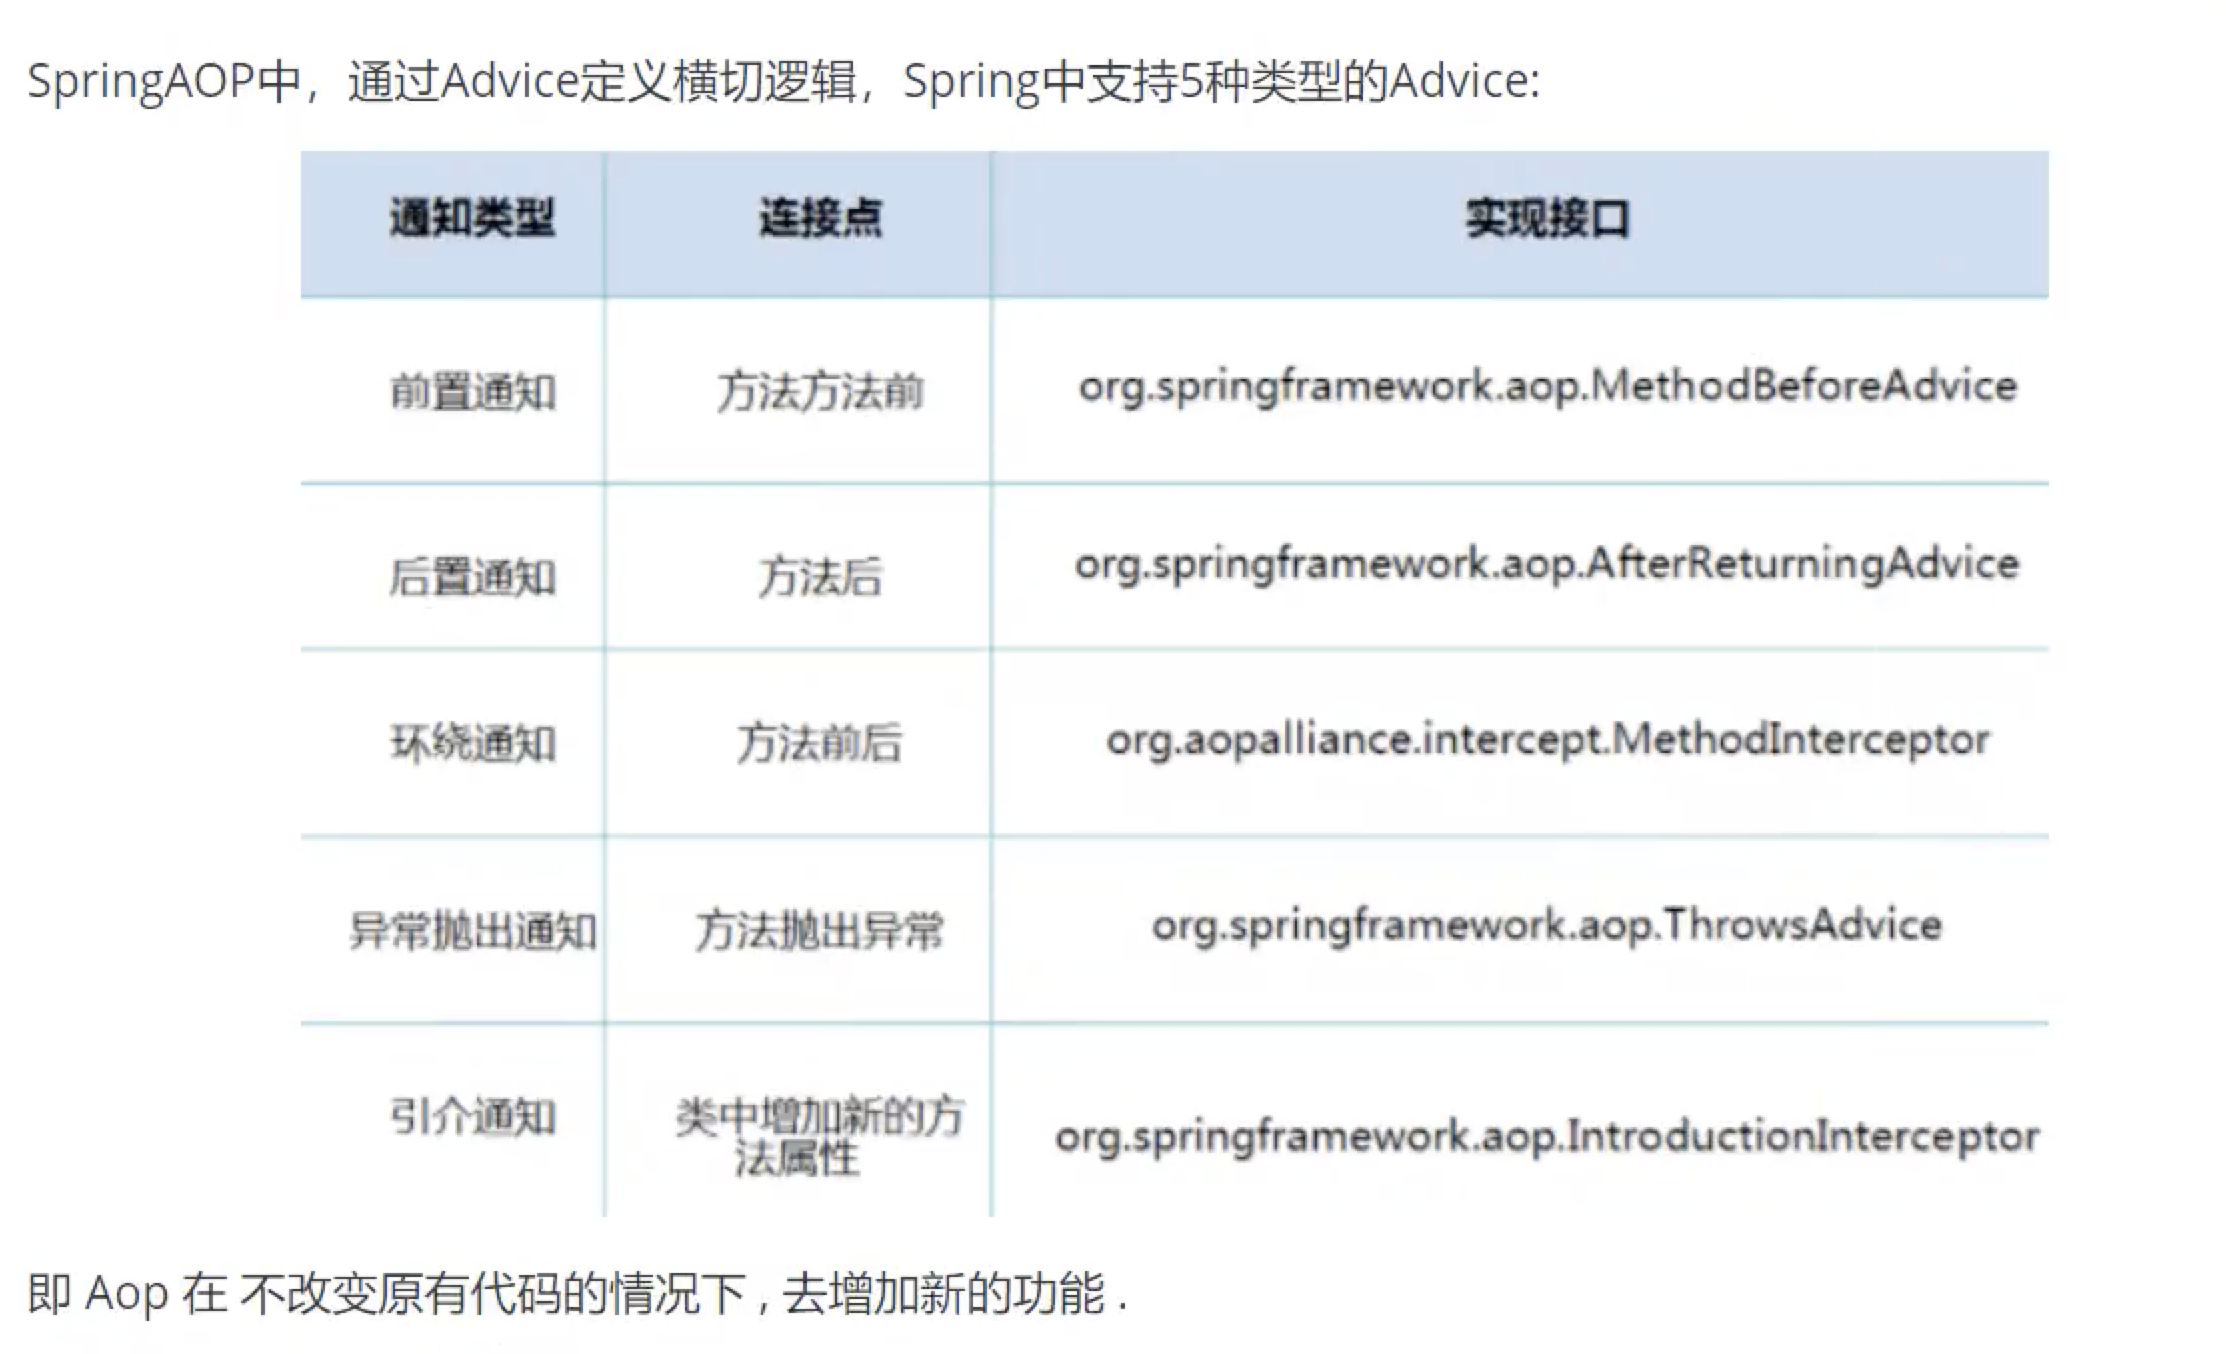 SpringAOP中，通过Advice定义横切逻辑，Spring中支持5种类型的Advice:
通知类型 连接点 实现接口
前置通知 方法方法前 org.springframework.aop.MethodBeforeAdvice
后置通知 方法后 org.springframework.aop.AfterReturningAdvice
环绕通知 方法前后 org.aopalliance.intercept.MethodInterceptor
异常抛出通知 方法抛出异常 org.springframework.aop.ThrowsAdvice
引介通知 类中增加新的方
法属性 org.springframework.aop.IntroductionInterceptor
即 Aop 在 不改变原有代码的情况下 , 去增加新的功能 .